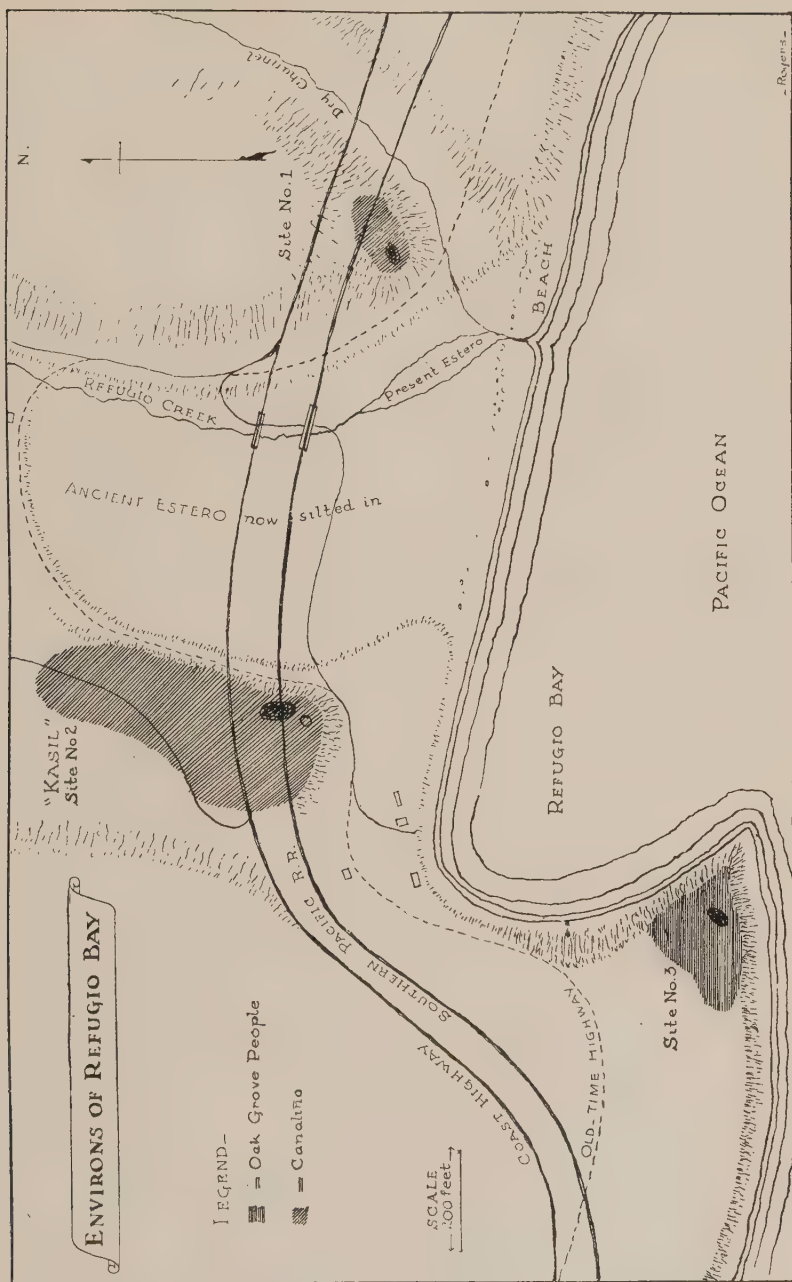 ENVIRONS OF REFUGIO BAY
LEGEND_
= Oak Grove People
= Canaliño
SCALE
200 feet
"KASIL"
Site No 2
Site No. 1
Site No. 3
N.
Dry Channel
REFUGIO CREEK
ANCIENT ESTERO now silted in
Present Estero
BEACH
SOUTHERN PACIFIC R.R.
COAST HIGHWAY
OLD-TIME HIGHWAY
REFUGIO BAY
PACIFIC OCEAN
-Rogers-